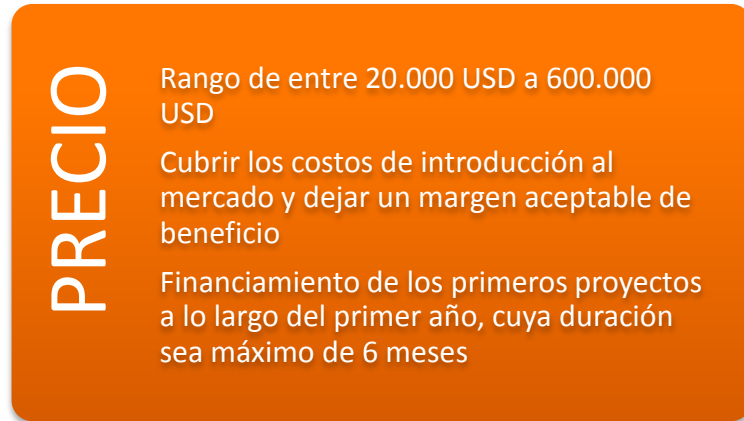 PRECIO
Rango de entre 20.000 USD a 600.000
USD
Cubrir los costos de introducción al
mercado y dejar un margen aceptable de
beneficio
Financiamiento de los primeros proyectos
a lo largo del primer año, cuya duración
sea máximo de 6 meses